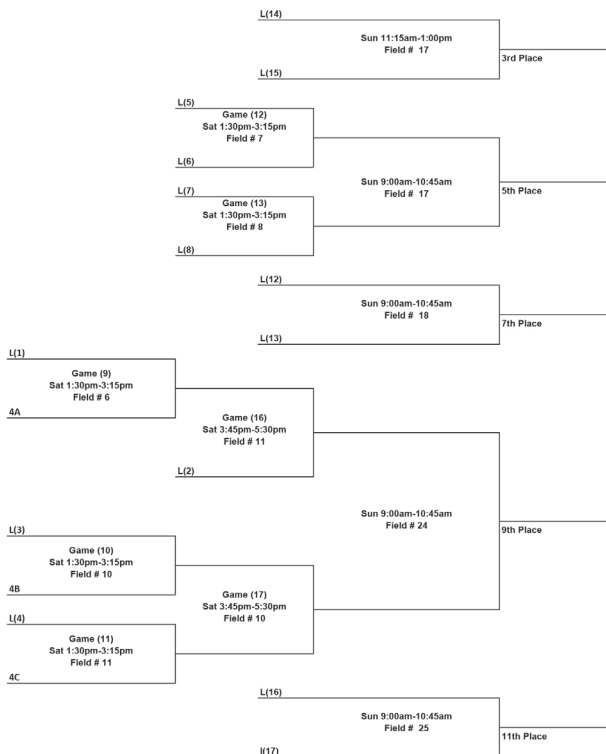 L(14)
Sun 11:15am-1:00pm
Field #  17
3rd Place
L(15)
L(5)
Game (12)
Sat 1:30pm-3:15pm
Field # 7
L(6)
Sun 9:00am-10:45am
Field #  17
5th Place
L(7)
Game (13)
Sat 1:30pm-3:15pm
Field # 8
L(8)
L(12)
Sun 9:00am-10:45am
Field #  18
7th Place
L(13)
L(1)
Game (9)
Sat 1:30pm-3:15pm
Field # 6
4A
Game (16)
Sat 3:45pm-5:30pm
Field # 11
L(2)
Sun 9:00am-10:45am
Field # 24
9th Place
L(3)
Game (10)
Sat 1:30pm-3:15pm
Field # 10
4B
Game (17)
Sat 3:45pm-5:30pm
Field # 10
L(4)
Game (11)
Sat 1:30pm-3:15pm
Field # 11
4C
L(16)
Sun 9:00am-10:45am
Field #  25
11th Place
l(17)